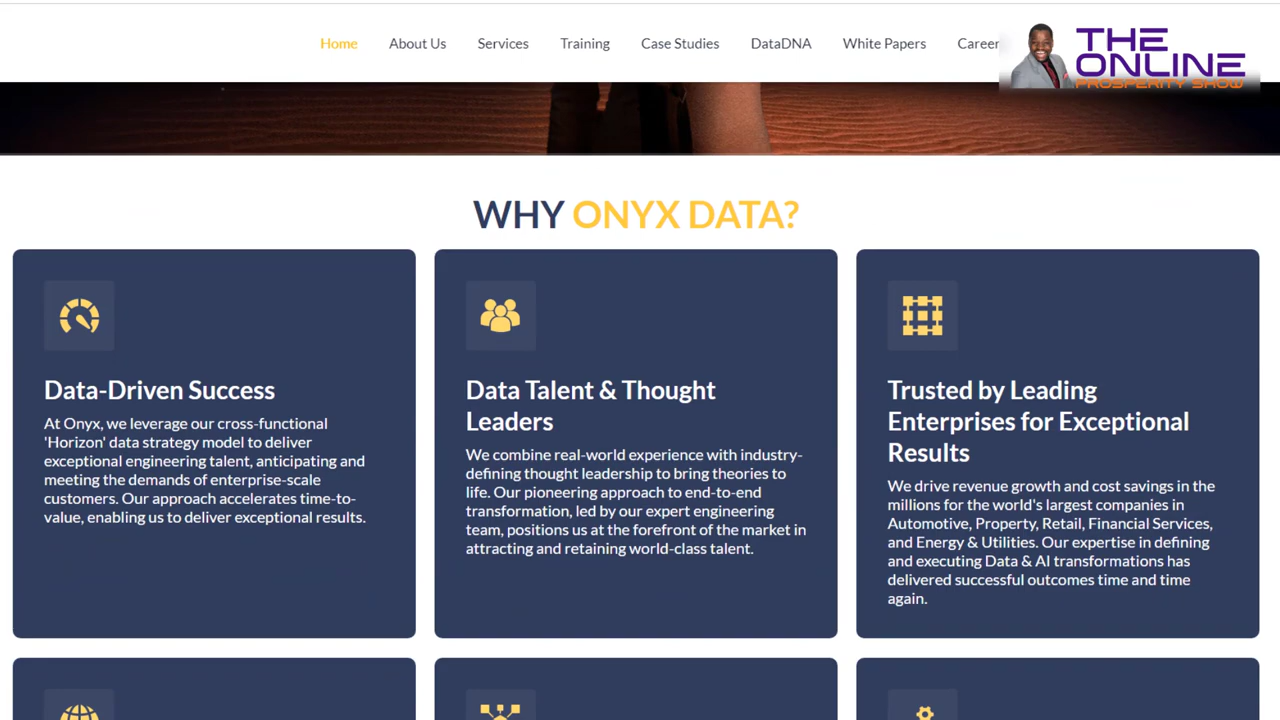 Home About Us Services Training Case Studies DataDNA White Papers Career
THE
ONLINE
PROSPERITY SHOW
WHY ONYX DATA?
Data-Driven Success
At Onyx, we leverage our cross-functional
'Horizon' data strategy model to deliver
exceptional engineering talent, anticipating and
meeting the demands of enterprise-scale
customers. Our approach accelerates time-to-
value, enabling us to deliver exceptional results.
Data Talent & Thought
Leaders
We combine real-world experience with industry-
defining thought leadership to bring theories to
life. Our pioneering approach to end-to-end
transformation, led by our expert engineering
team, positions us at the forefront of the market in
attracting and retaining world-class talent.
Trusted by Leading
Enterprises for Exceptional
Results
We drive revenue growth and cost savings in the
millions for the world's largest companies in
Automotive, Property, Retail, Financial Services,
and Energy & Utilities. Our expertise in defining
and executing Data & AI transformations has
delivered successful outcomes time and time
again.